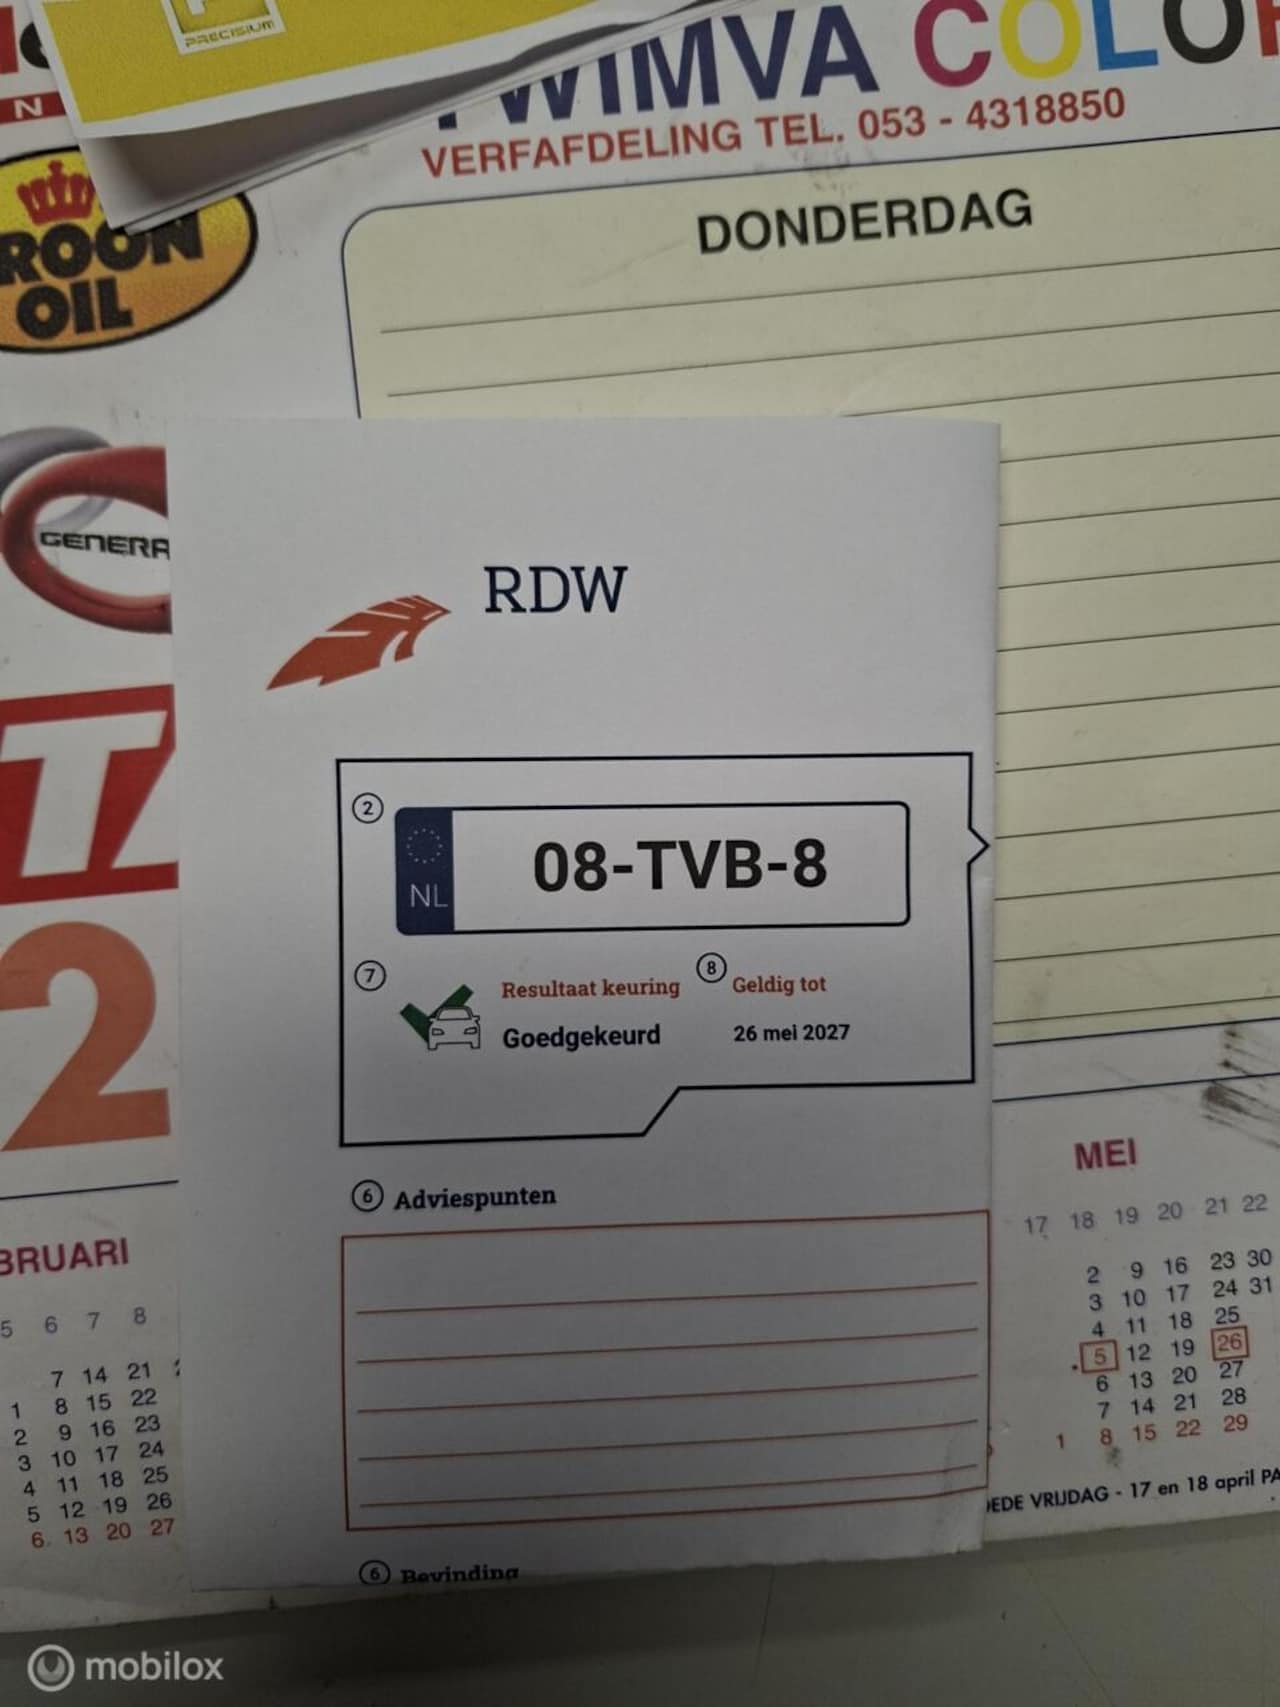 PRECISIUM
TWIMVA COLOR
N
VERFAFDELING TEL. 053 - 4318850
DONDERDAG
ROON
OIL
GENERA
RDW
2
NL
08-TVB-8
7
8
Resultaat keuring
Geldig tot
Goedgekeurd
26 mei 2027
2
6 Adviespunten
MEI
17 18 19 20 21 22
2 9 16 23 30
3 10 17 24 31
4 11 18 25
5 12 19 26
6 13 20 27
7 14 21 28
1 8 15 22 29
EDE VRIJDAG - 17 en 18 april PA
BRUARI
5 6 7 8
7 14 21
1 8 15 22
2 9 16 23
3 10 17 24
4 11 18 25
5 12 19 26
6 13 20 27
6 Bevinding
mobilox